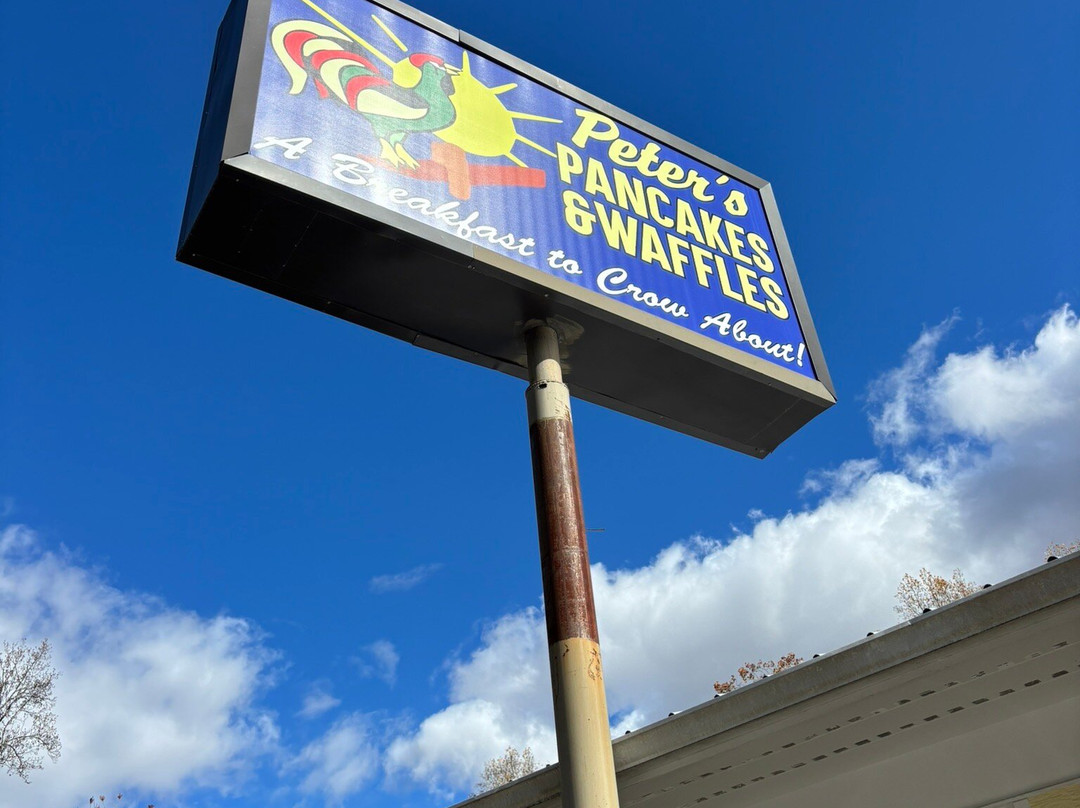 Peter's
PANCAKES
&WAFFLES
A Breakfast to Crow About!